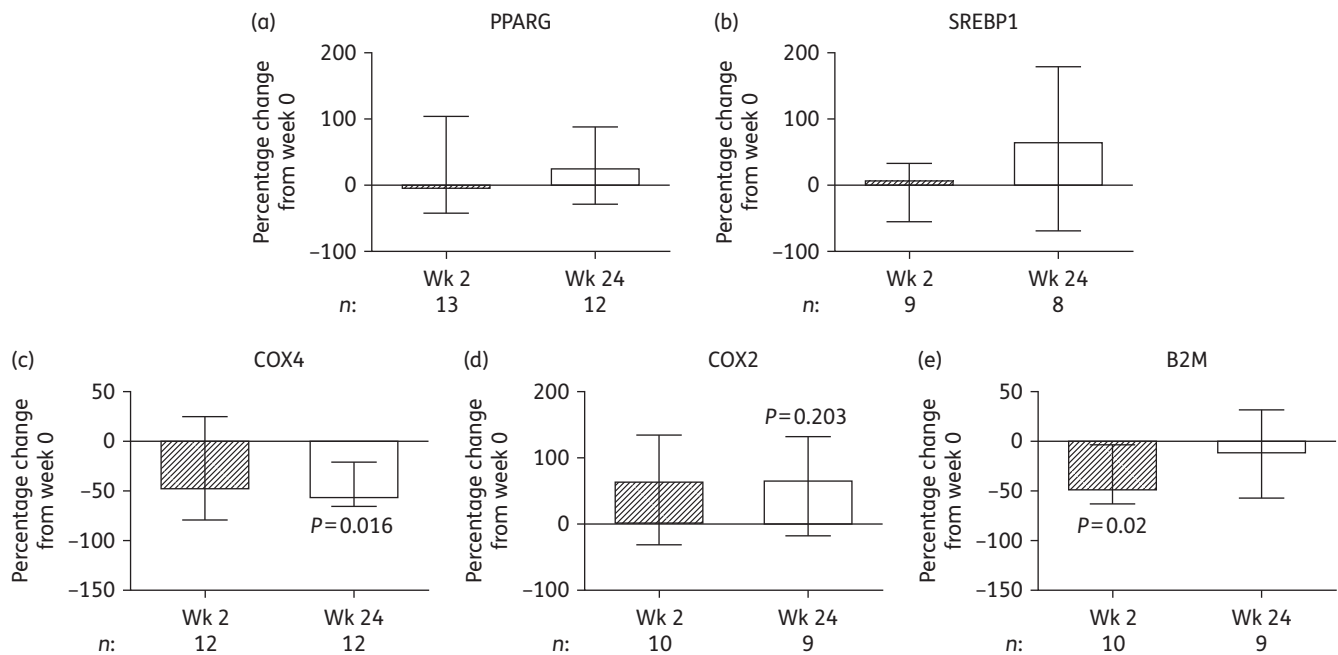 (a) PPARG
Percentage change
from week 0
200
100
0
–100
Wk 2 Wk 24
n: 13 12
(b) SREBP1
Percentage change
from week 0
200
100
0
–100
Wk 2 Wk 24
n: 9 8
(c) COX4
Percentage change
from week 0
50
0
–50
–100
–150
P=0.016
Wk 2 Wk 24
n: 12 12
(d) COX2
Percentage change
from week 0
200
100
0
–100
P=0.203
Wk 2 Wk 24
n: 10 9
(e) B2M
Percentage change
from week 0
50
0
–50
–100
–150
P=0.02
Wk 2 Wk 24
n: 10 9